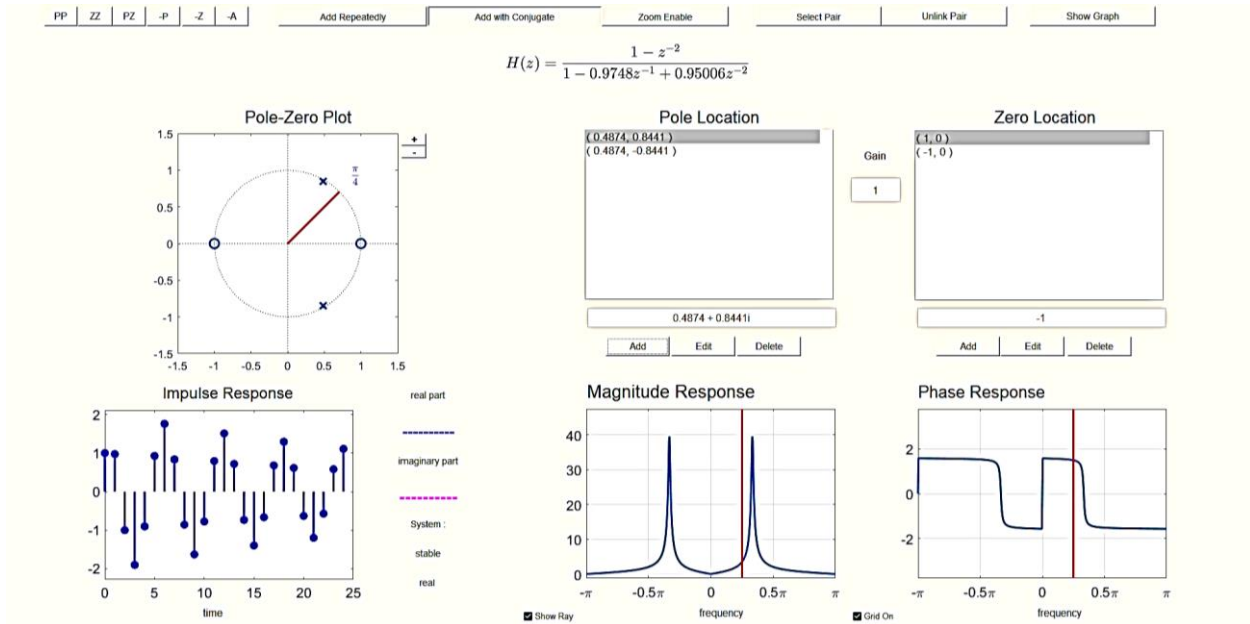 PP ZZ PZ -P -Z -A Add Repeatedly Add with Conjugate Zoom Enable Select Pair Unlink Pair Show Graph
H(z) = \frac{1 - z^{-2}}{1 - 0.9748z^{-1} + 0.95006z^{-2}}
Pole-Zero Plot
+
-
π/4
1.5
1
0.5
0
-0.5
-1
-1.5
-1.5 -1 -0.5 0 0.5 1 1.5
Pole Location
( 0.4874, 0.8441 )
( 0.4874, -0.8441 )
0.4874 + 0.8441i
Add Edit Delete
Gain
1
Zero Location
( 1, 0 )
( -1, 0 )
-1
Add Edit Delete
Impulse Response
2
1
0
-1
-2
0 5 10 15 20 25
time
real part
imaginary part
System :
stable
real
Magnitude Response
40
30
20
10
0
-π -0.5π 0 0.5π π
frequency
Show Ray
Phase Response
2
0
-2
-π -0.5π 0 0.5π π
frequency
Grid On